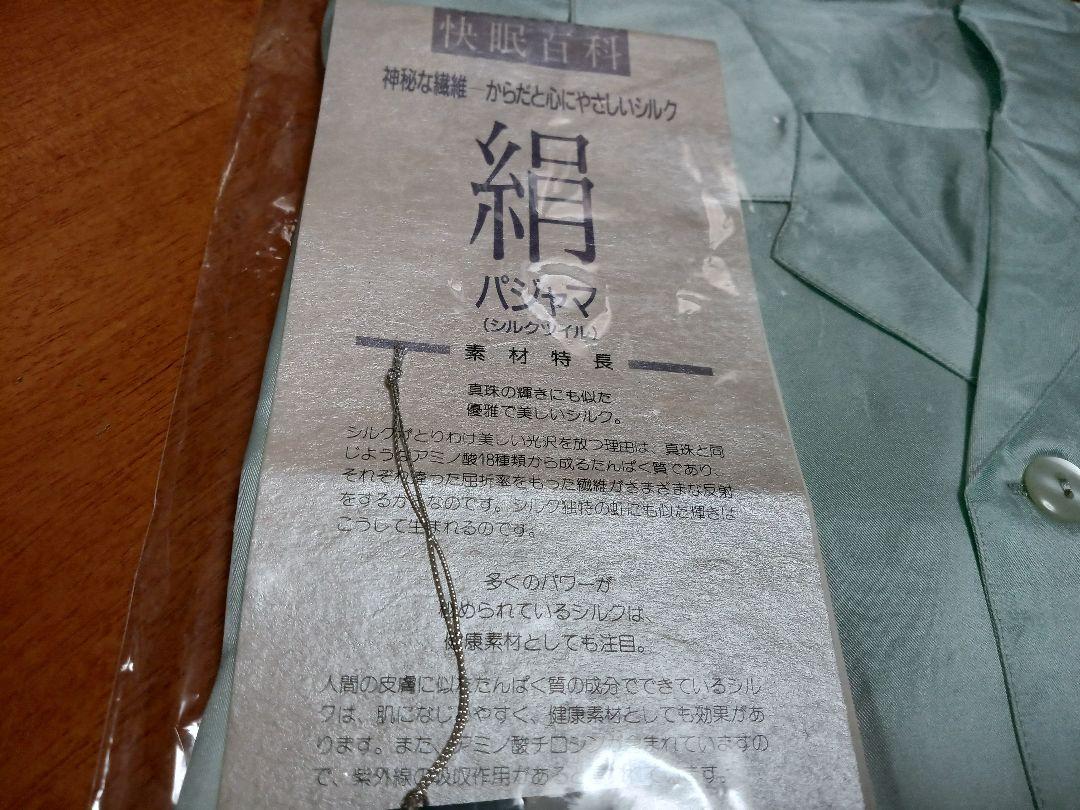 快眠百科
神秘な繊維―からだと心にやさしいシルク
絹
パジャマ
(シルクツイル)
素材特長
真珠の輝きにも似た
優雅で美しいシルク。
シルクがとりわけ美しい光沢を放つ理由は、真珠と同
じようなアミノ酸18種類から成るたんぱく質であり、
それぞれ違った屈折率をもった繊維がさまざまな反射
をするからなのです。シルク独特の虹にも似た輝きは
こうして生まれるのです。
多くのパワーが
秘められているシルクは、
健康素材としても注目。
人間の皮膚に似たたんぱく質の成分でできているシル
クは、肌になじみやすく、健康素材としても効果があ
ります。また、アミノ酸チロシンが含まれていますの
で、紫外線の吸収作用がある